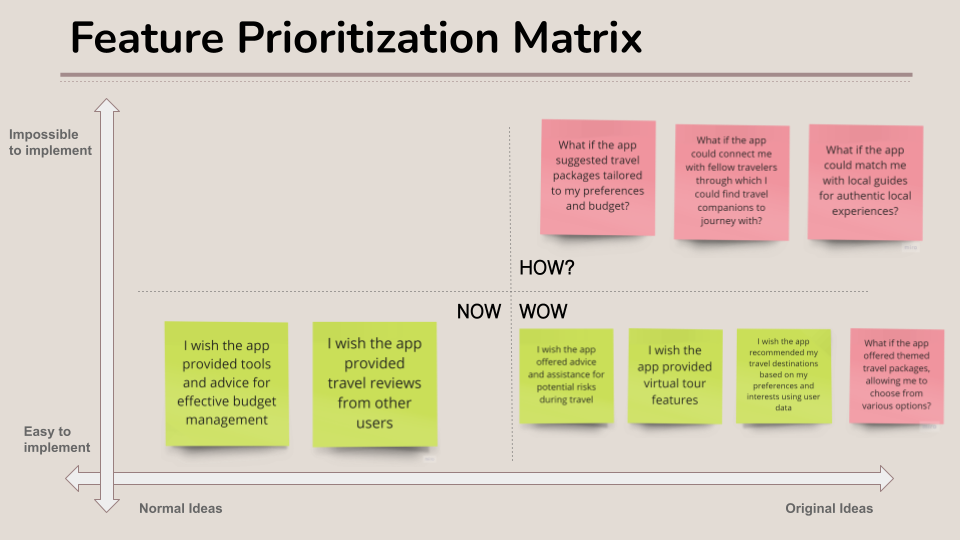 Feature Prioritization Matrix
Impossible
to implement
What if the app
suggested travel
packages tailored
to my preferences
and budget?
What if the app
could connect me
with fellow travelers
through which I
could find travel
companions to
journey with?
What if the app
could match me
with local guides
for authentic local
experiences?
HOW?
NOW
WOW
I wish the app
provided tools
and advice for
effective budget
management
I wish the app
provided
travel reviews
from other
users
I wish the app
offered advice
and assistance for
potential risks
during travel
I wish the
app provided
virtual tour
features
I wish the app
recommended my
travel destinations
based on my
preferences and
interests using user
data
What if the app
offered themed
travel packages,
allowing me to
choose from
various options?
Easy to
implement
Normal Ideas
Original Ideas